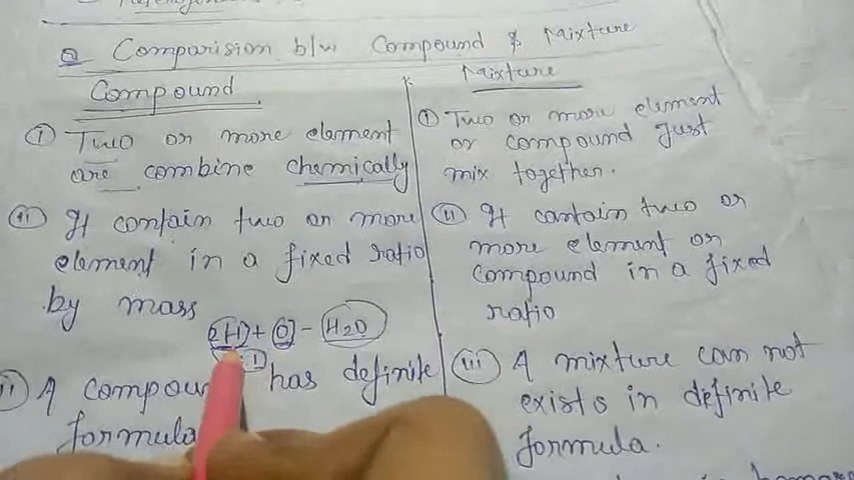 Q Comparision b/w Compound & Mixture
Compound
(I) Two or more element
are combine chemically
(II) It contain two or more
element in a fixed ratio
by mass
2H + O - H2O
1
A compoun has definite
formula
Mixture
(I) Two or more element
or compound Just
mix together.
(II) It contain two or
more element or
compound in a fixed
ratio
(III) A mixture can not
exists in definite
formula.